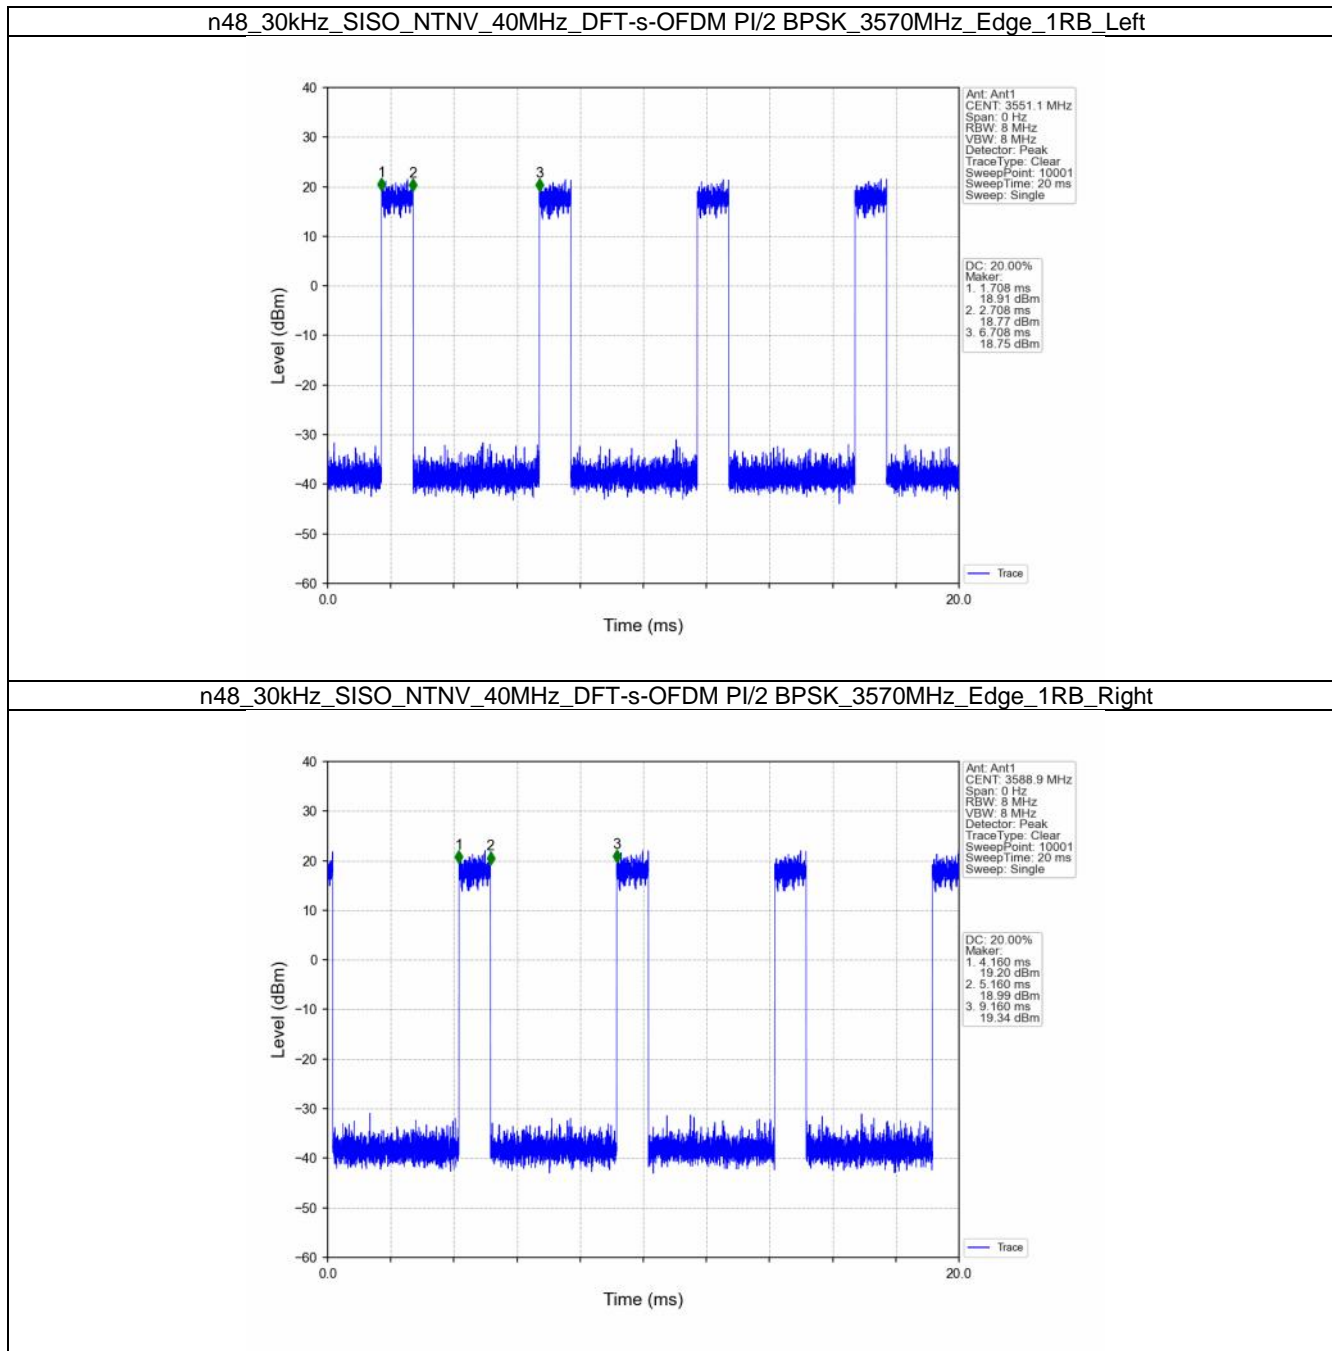 n48_30kHz_SISO_NTNV_40MHz_DFT-s-OFDM PI/2 BPSK_3570MHz_Edge_1RB_Left
40
30
20
10
0
−10
−20
−30
−40
−50
−60
Level (dBm)
1 2 3
0.0 20.0
Time (ms)
Ant: Ant1
CENT: 3551.1 MHz
Span: 0 Hz
RBW: 8 MHz
VBW: 8 MHz
Detector: Peak
TraceType: Clear
SweepPoint: 10001
SweepTime: 20 ms
Sweep: Single
DC: 20.00%
Maker:
1. 1.708 ms
18.91 dBm
2. 2.708 ms
18.77 dBm
3. 6.708 ms
18.75 dBm
Trace
n48_30kHz_SISO_NTNV_40MHz_DFT-s-OFDM PI/2 BPSK_3570MHz_Edge_1RB_Right
40
30
20
10
0
−10
−20
−30
−40
−50
−60
Level (dBm)
1 2 3
0.0 20.0
Time (ms)
Ant: Ant1
CENT: 3588.9 MHz
Span: 0 Hz
RBW: 8 MHz
VBW: 8 MHz
Detector: Peak
TraceType: Clear
SweepPoint: 10001
SweepTime: 20 ms
Sweep: Single
DC: 20.00%
Maker:
1. 4.160 ms
19.20 dBm
2. 5.160 ms
18.99 dBm
3. 9.160 ms
19.34 dBm
Trace